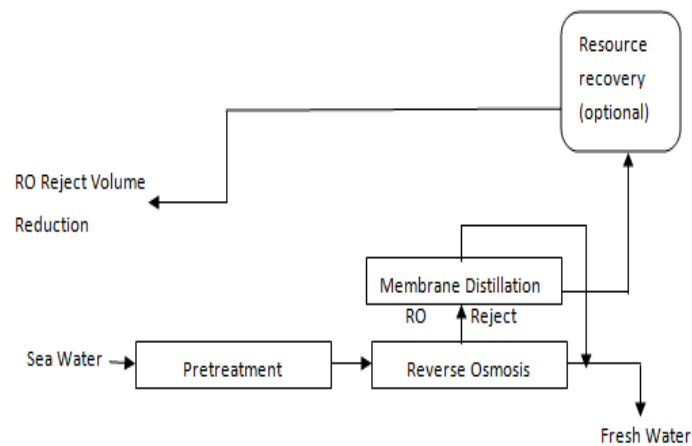 Resource
recovery
(optional)
RO Reject Volume
Reduction
Membrane Distillation
RO Reject
Sea Water
Pretreatment
Reverse Osmosis
Fresh Water